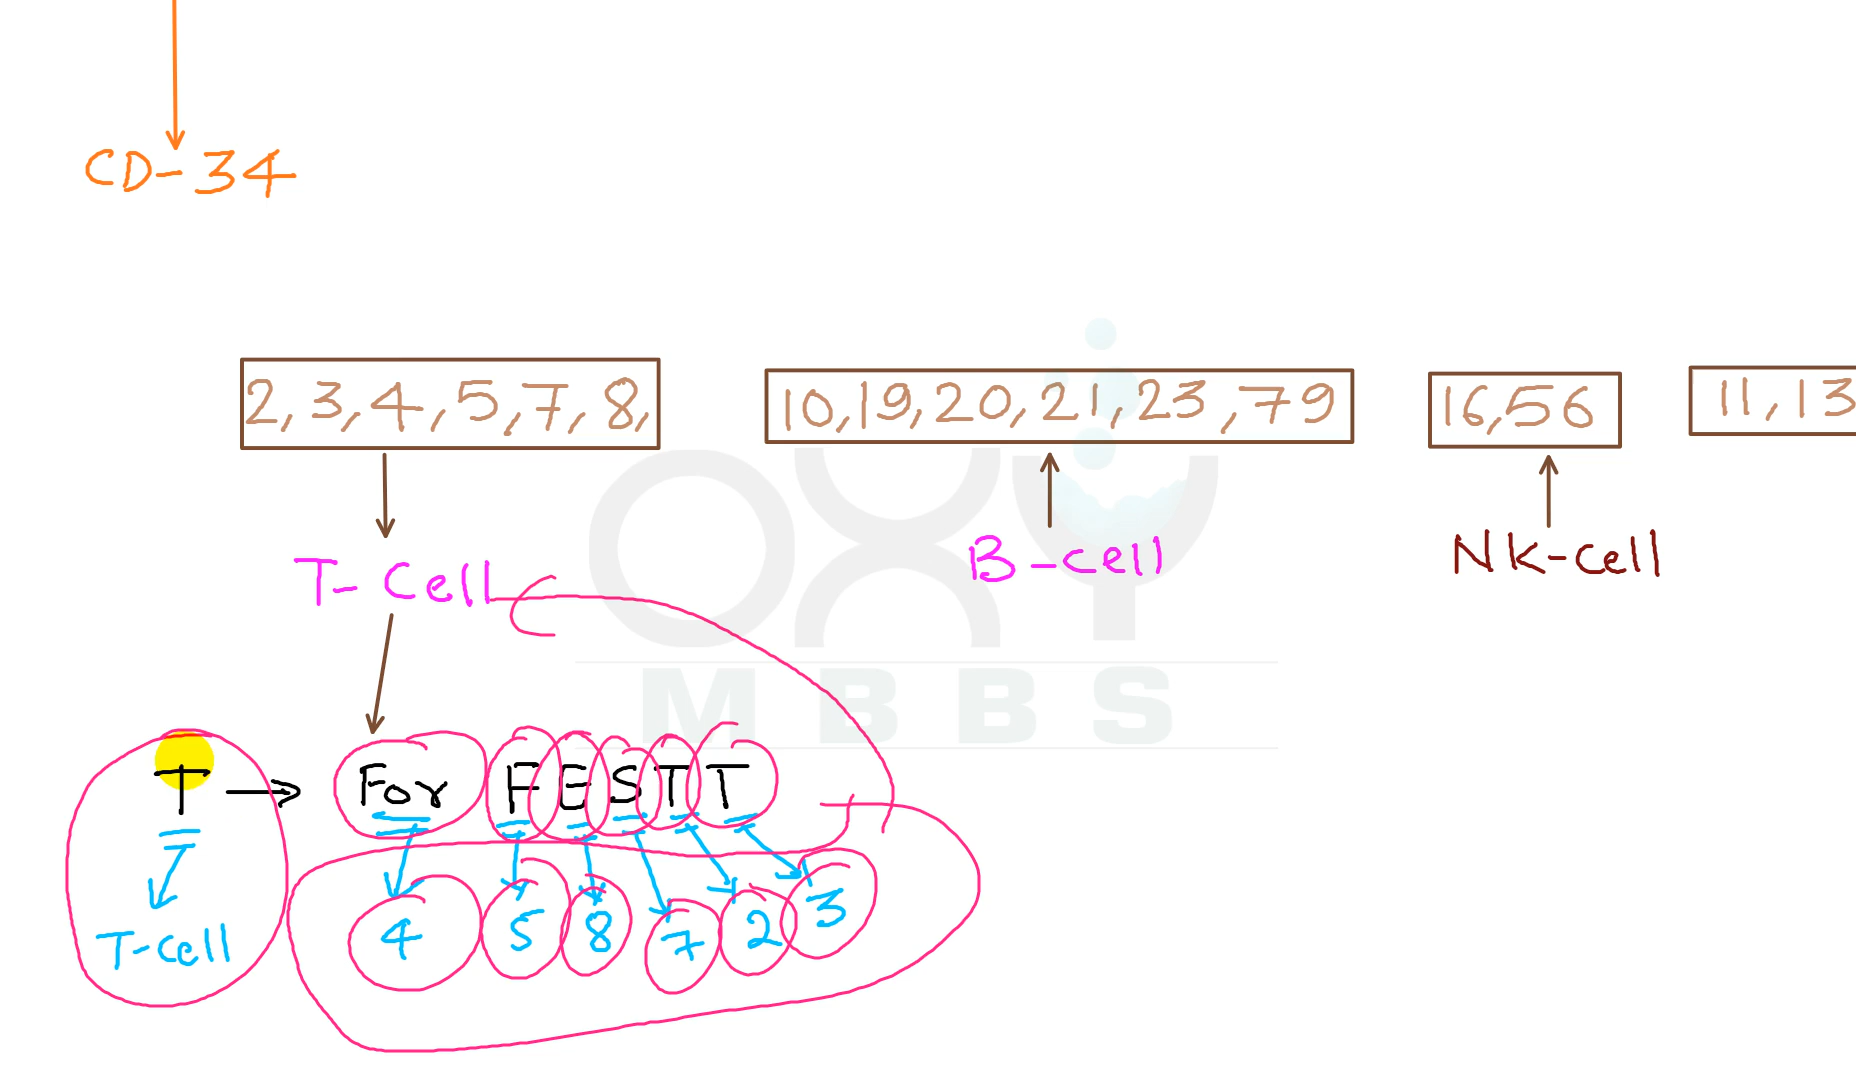 CD-34
2, 3, 4, 5, 7, 8,
10, 19, 20, 21, 23, 79
16, 56
11, 13
T-Cell
B-cell
NK-cell
OXY
MBBS
T → For F E S T T
T-cell
4 5 8 7 2 3